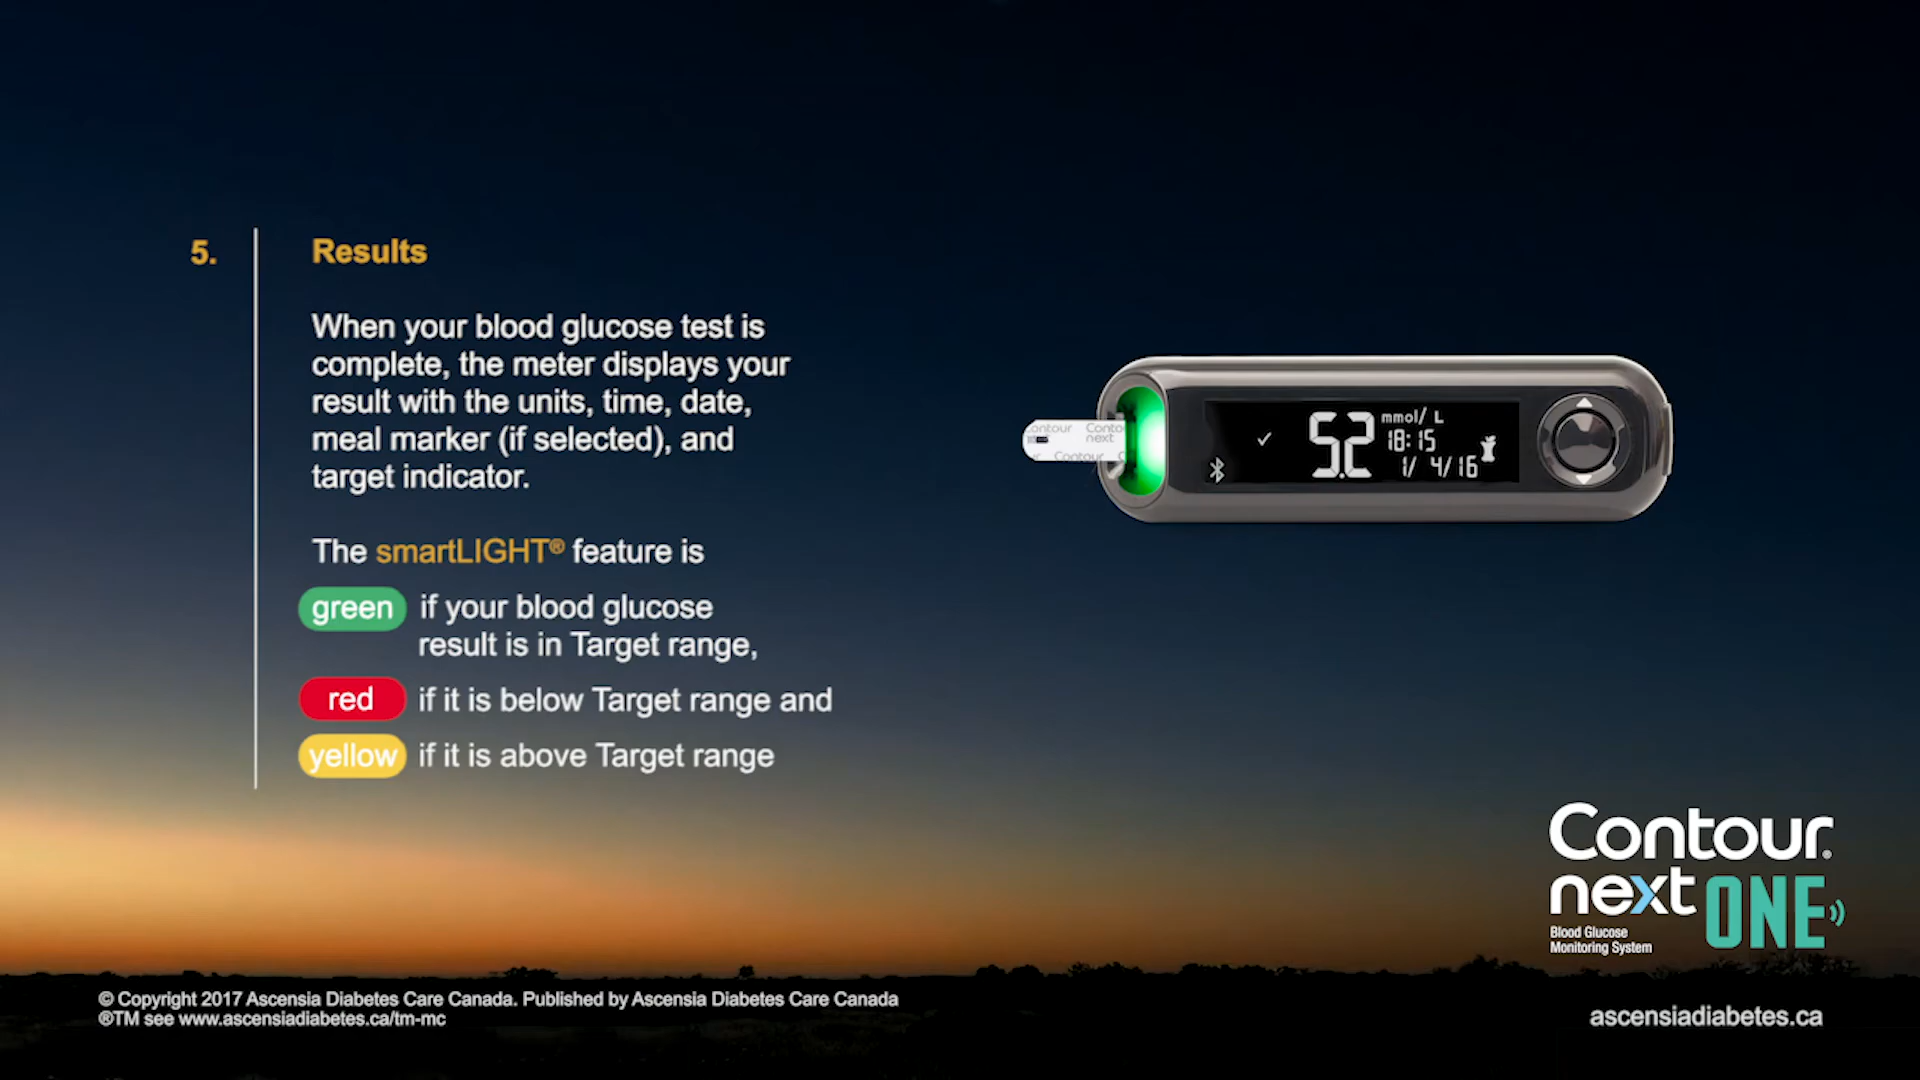 5.
Results
When your blood glucose test is
complete, the meter displays your
result with the units, time, date,
meal marker (if selected), and
target indicator.
The smartLIGHT® feature is
green if your blood glucose
result is in Target range,
red if it is below Target range and
yellow if it is above Target range
Contour Conto
next
Contour
✓ 5.2 mmol/L
18:15
1/ 4/16
Contour®
next ONE
Blood Glucose
Monitoring System
© Copyright 2017 Ascensia Diabetes Care Canada. Published by Ascensia Diabetes Care Canada
®TM see www.ascensiadiabetes.ca/tm-mc
ascensiadiabetes.ca